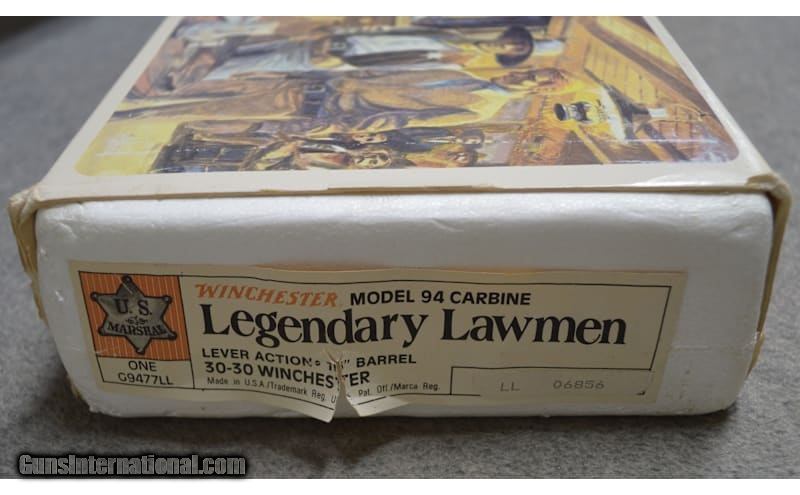 U.S.
MARSHAL
ONE
G9477LL
WINCHESTER MODEL 94 CARBINE
Legendary Lawmen
LEVER ACTION BARREL
30-30 WINCHESTER
Made in U.S.A./Trademark Reg. Pat. Off./Marca Reg.
LL 06856
GunsInternational.com